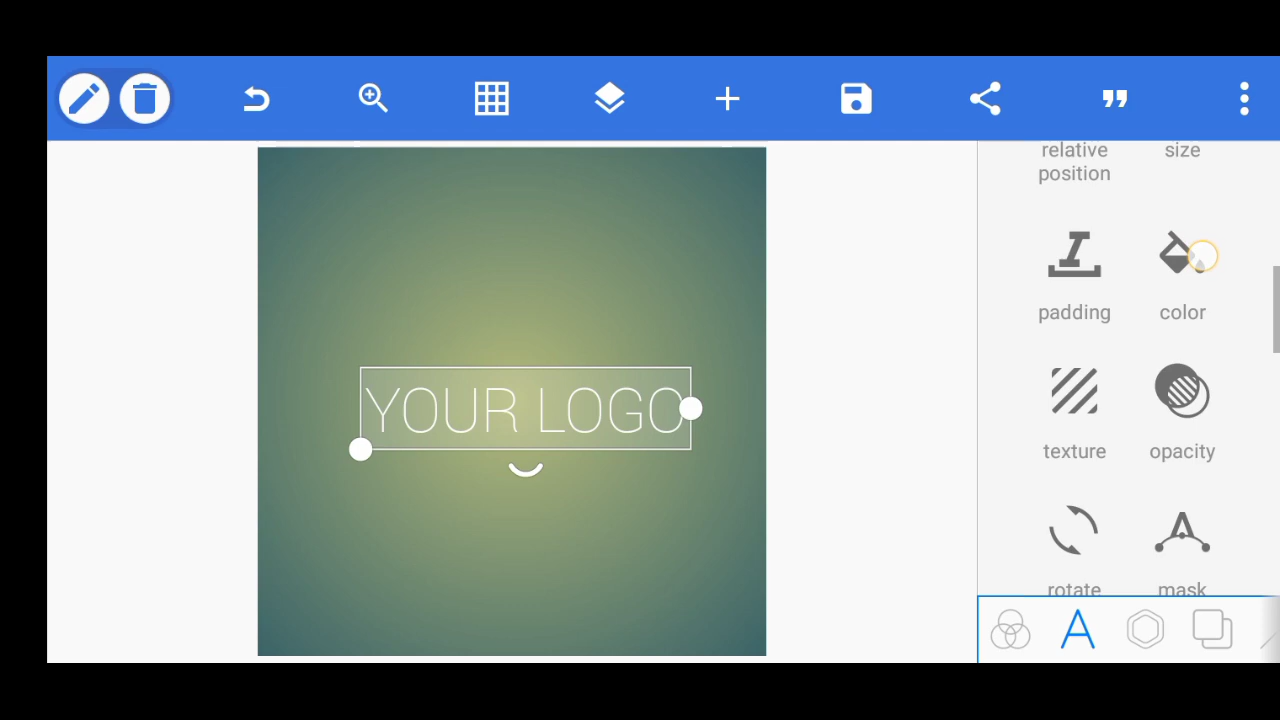 relative position
size
padding
color
YOUR LOGO
texture
opacity
rotate
mask